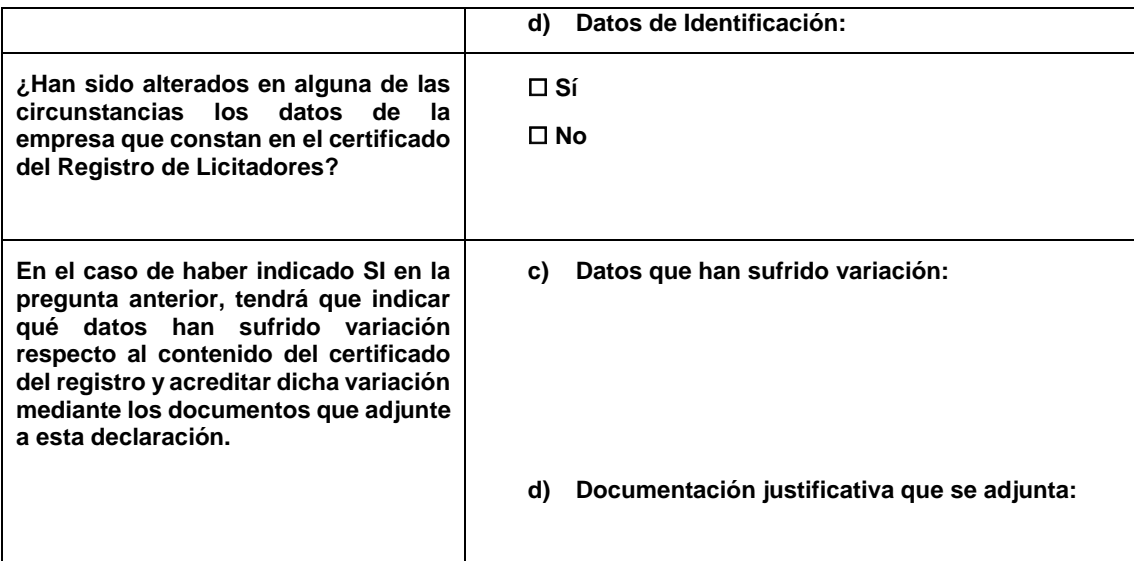 d) Datos de Identificación:
¿Han sido alterados en alguna de las
circunstancias los datos de la
empresa que constan en el certificado
del Registro de Licitadores?
☐ Sí
☐ No
En el caso de haber indicado SI en la
pregunta anterior, tendrá que indicar
qué datos han sufrido variación
respecto al contenido del certificado
del registro y acreditar dicha variación
mediante los documentos que adjunte
a esta declaración.
c) Datos que han sufrido variación:
d) Documentación justificativa que se adjunta: